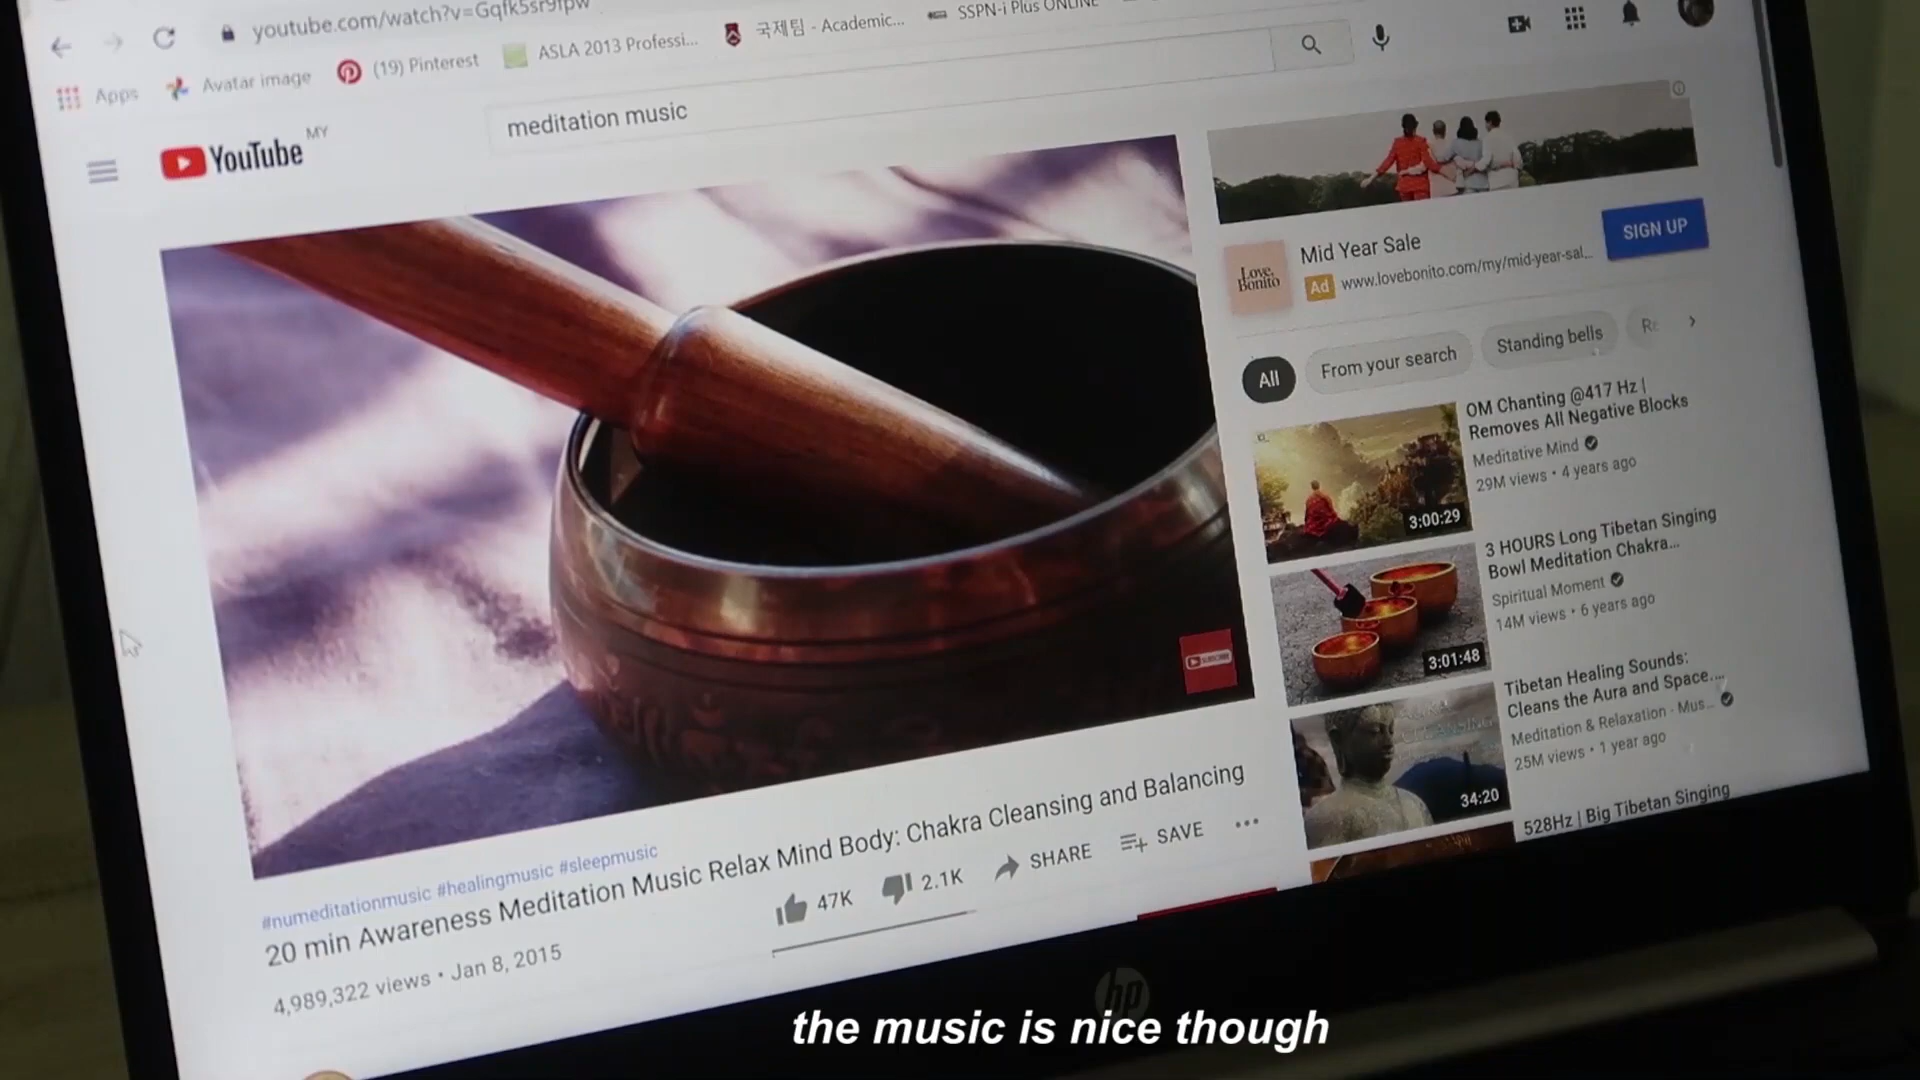 youtube.com/watch?v=Gqfk5sr9fpw
Apps
Avatar image
(19) Pinterest
ASLA 2013 Professi...
국제팀 - Academic...
SSPN-i Plus ONLINE
YouTube MY
meditation music
Mid Year Sale
Love, Bonito
Ad www.lovebonito.com/my/mid-year-sal...
SIGN UP
All
From your search
Standing bells
Re
OM Chanting @417 Hz |
Removes All Negative Blocks
Meditative Mind
29M views • 4 years ago
3:00:29
3 HOURS Long Tibetan Singing
Bowl Meditation Chakra...
Spiritual Moment
14M views • 6 years ago
3:01:48
Tibetan Healing Sounds:
Cleans the Aura and Space....
Meditation & Relaxation - Mus...
25M views • 1 year ago
34:20
528Hz | Big Tibetan Singing
SUBSCRIBE
#numeditationmusic #healingmusic #sleepmusic
20 min Awareness Meditation Music Relax Mind Body: Chakra Cleansing and Balancing
4,989,322 views • Jan 8, 2015
47K
2.1K
SHARE
SAVE
hp
the music is nice though